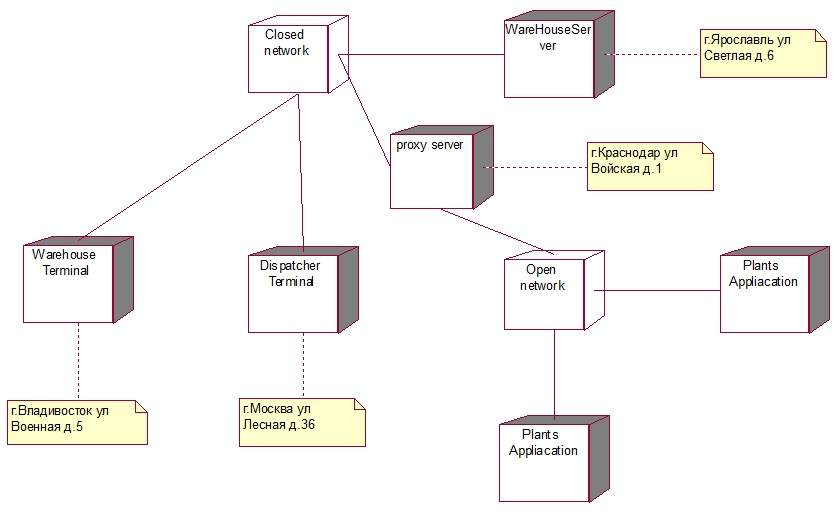 Closed
network
WareHouseSer
ver
г.Ярославль ул
Светлая д.6
proxy server
г.Краснодар ул
Войская д.1
Warehouse
Terminal
Dispatcher
Terminal
Open
network
Plants
Appliacation
г.Владивосток ул
Военная д.5
г.Москва ул
Лесная д.36
Plants
Appliacation